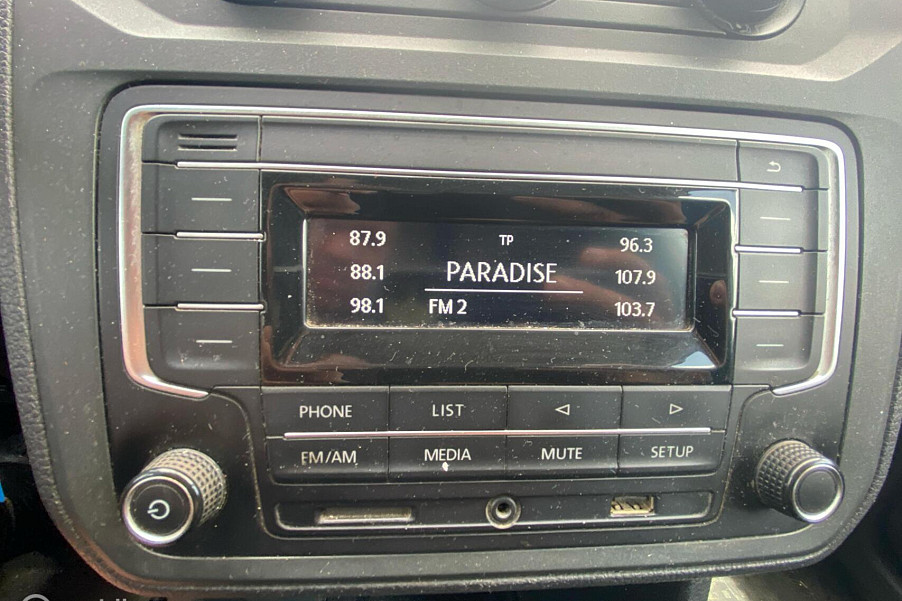 87.9 TP 96.3
88.1 PARADISE 107.9
98.1 FM 2 103.7
PHONE LIST
FM/AM MEDIA MUTE SETUP